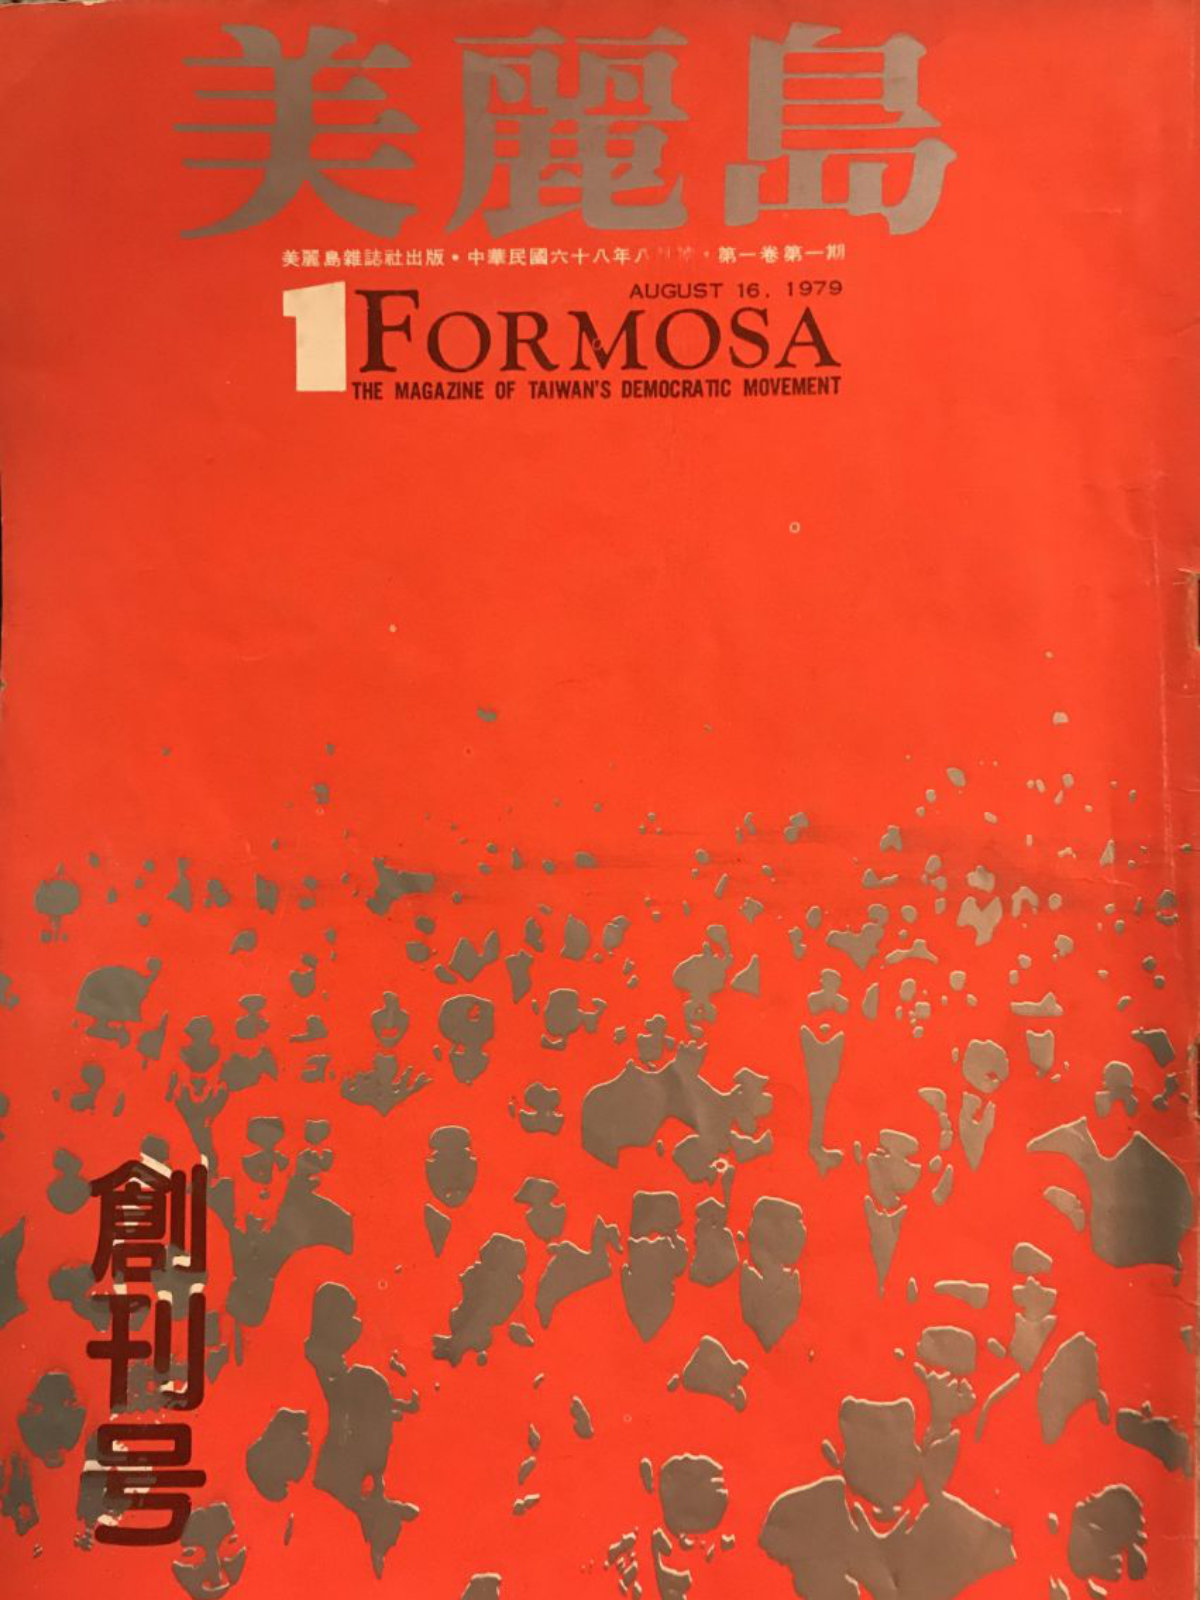 美麗島
美麗島雜誌社出版・中華民國六十八年八 ・第一卷第一期
AUGUST 16. 1979
1 FORMOSA
THE MAGAZINE OF TAIWAN'S DEMOCRATIC MOVEMENT
創刊号